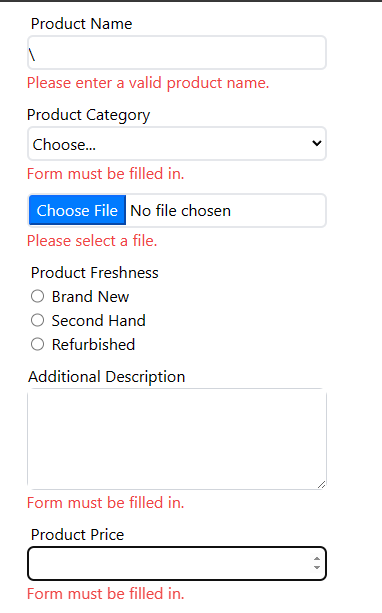 Product Name
\
Please enter a valid product name.
Product Category
Choose...
Form must be filled in.
Choose File No file chosen
Please select a file.
Product Freshness
Brand New
Second Hand
Refurbished
Additional Description
Form must be filled in.
Product Price
Form must be filled in.